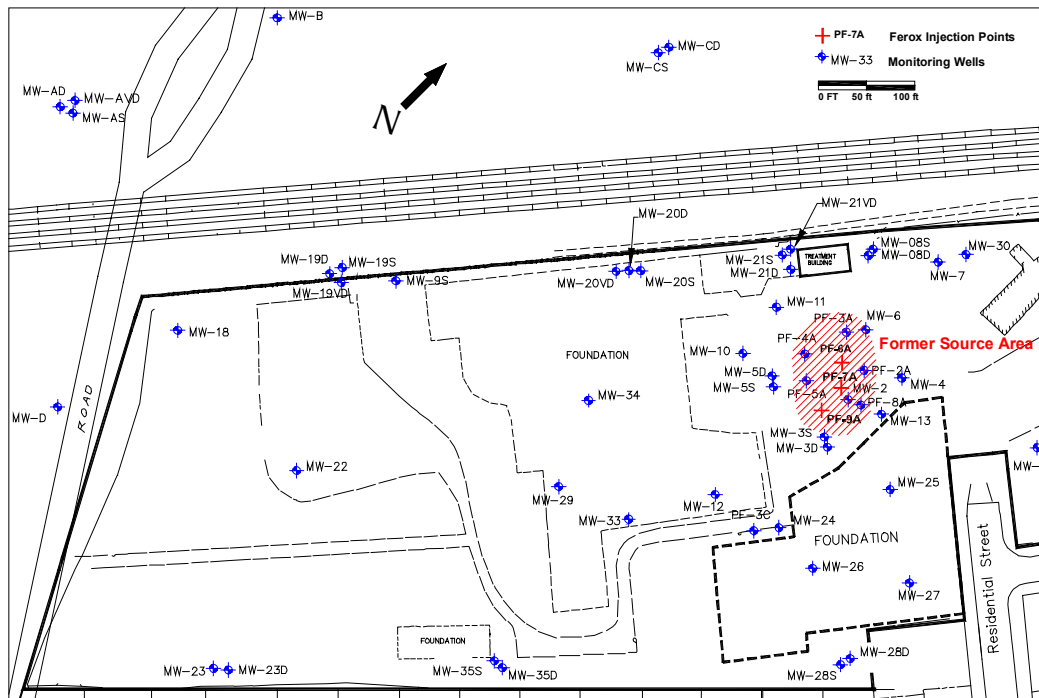 MW-B
PF-7A Ferox Injection Points
MW-33 Monitoring Wells
0 FT 50 ft 100 ft
MW-CD
MW-CS
MW-AD
MW-AVD
MW-AS
N
MW-20D
MW-21VD
MW-19D
MW-19S
MW-19VD
MW-9S
MW-20VD
MW-20S
MW-21S
MW-21D
TREATMENT
BUILDING
MW-08S
MW-08D
MW-30
MW-7
MW-11
MW-18
PF-3A
MW-6
Former Source Area
FOUNDATION
MW-10
PF-4A
PF-6A
MW-5D
MW-5S
PF-7A
PF-2A
MW-4
PF-5A
MW-2
PF-8A
PF-9A
MW-13
MW-34
MW-D
ROAD
MW-3S
MW-3D
MW-
MW-22
MW-29
MW-12
MW-25
MW-33
PF-3C
MW-24
FOUNDATION
MW-26
MW-27
Residential Street
FOUNDATION
MW-23
MW-23D
MW-35S
MW-35D
MW-28D
MW-28S